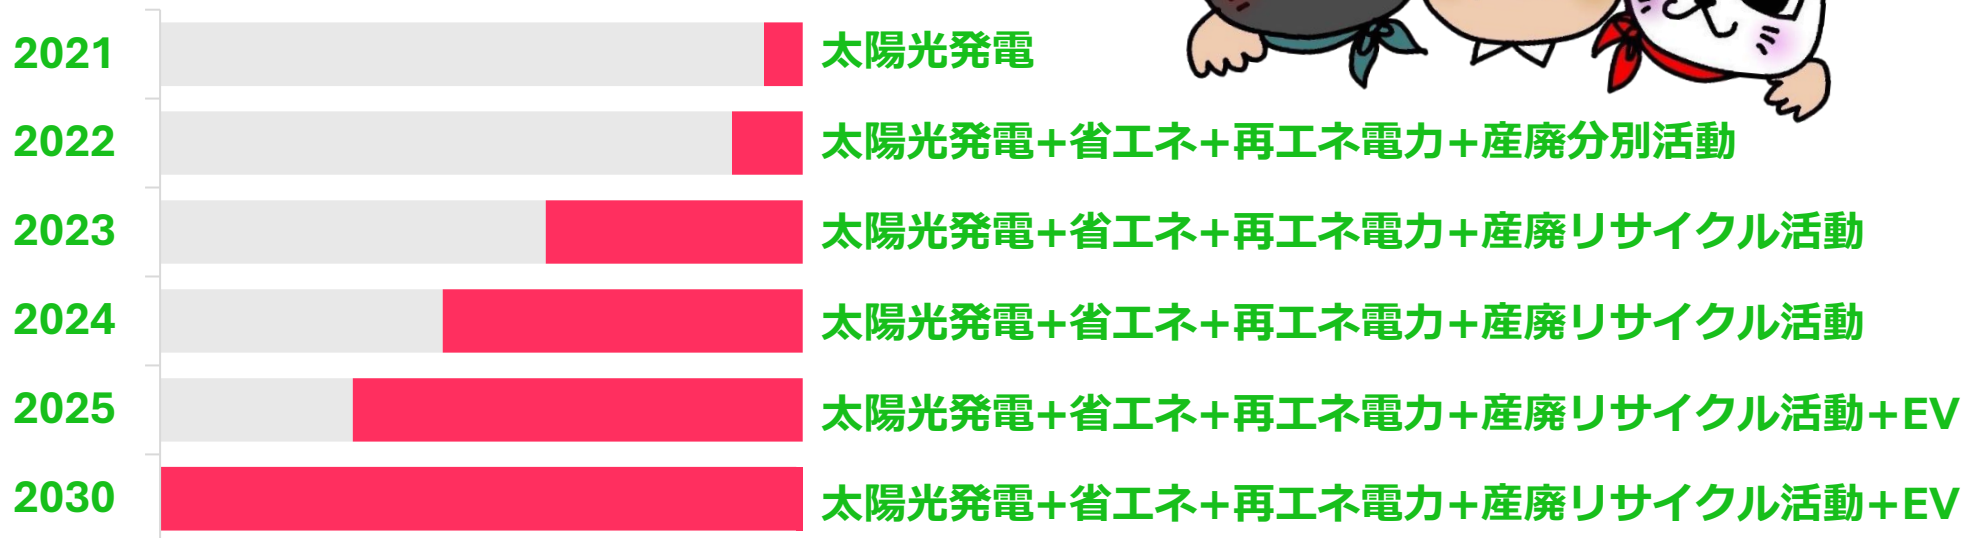 2021 太陽光発電
2022 太陽光発電+省エネ+再エネ電力+産廃分別活動
2023 太陽光発電+省エネ+再エネ電力+産廃リサイクル活動
2024 太陽光発電+省エネ+再エネ電力+産廃リサイクル活動
2025 太陽光発電+省エネ+再エネ電力+産廃リサイクル活動+EV
2030 太陽光発電+省エネ+再エネ電力+産廃リサイクル活動+EV